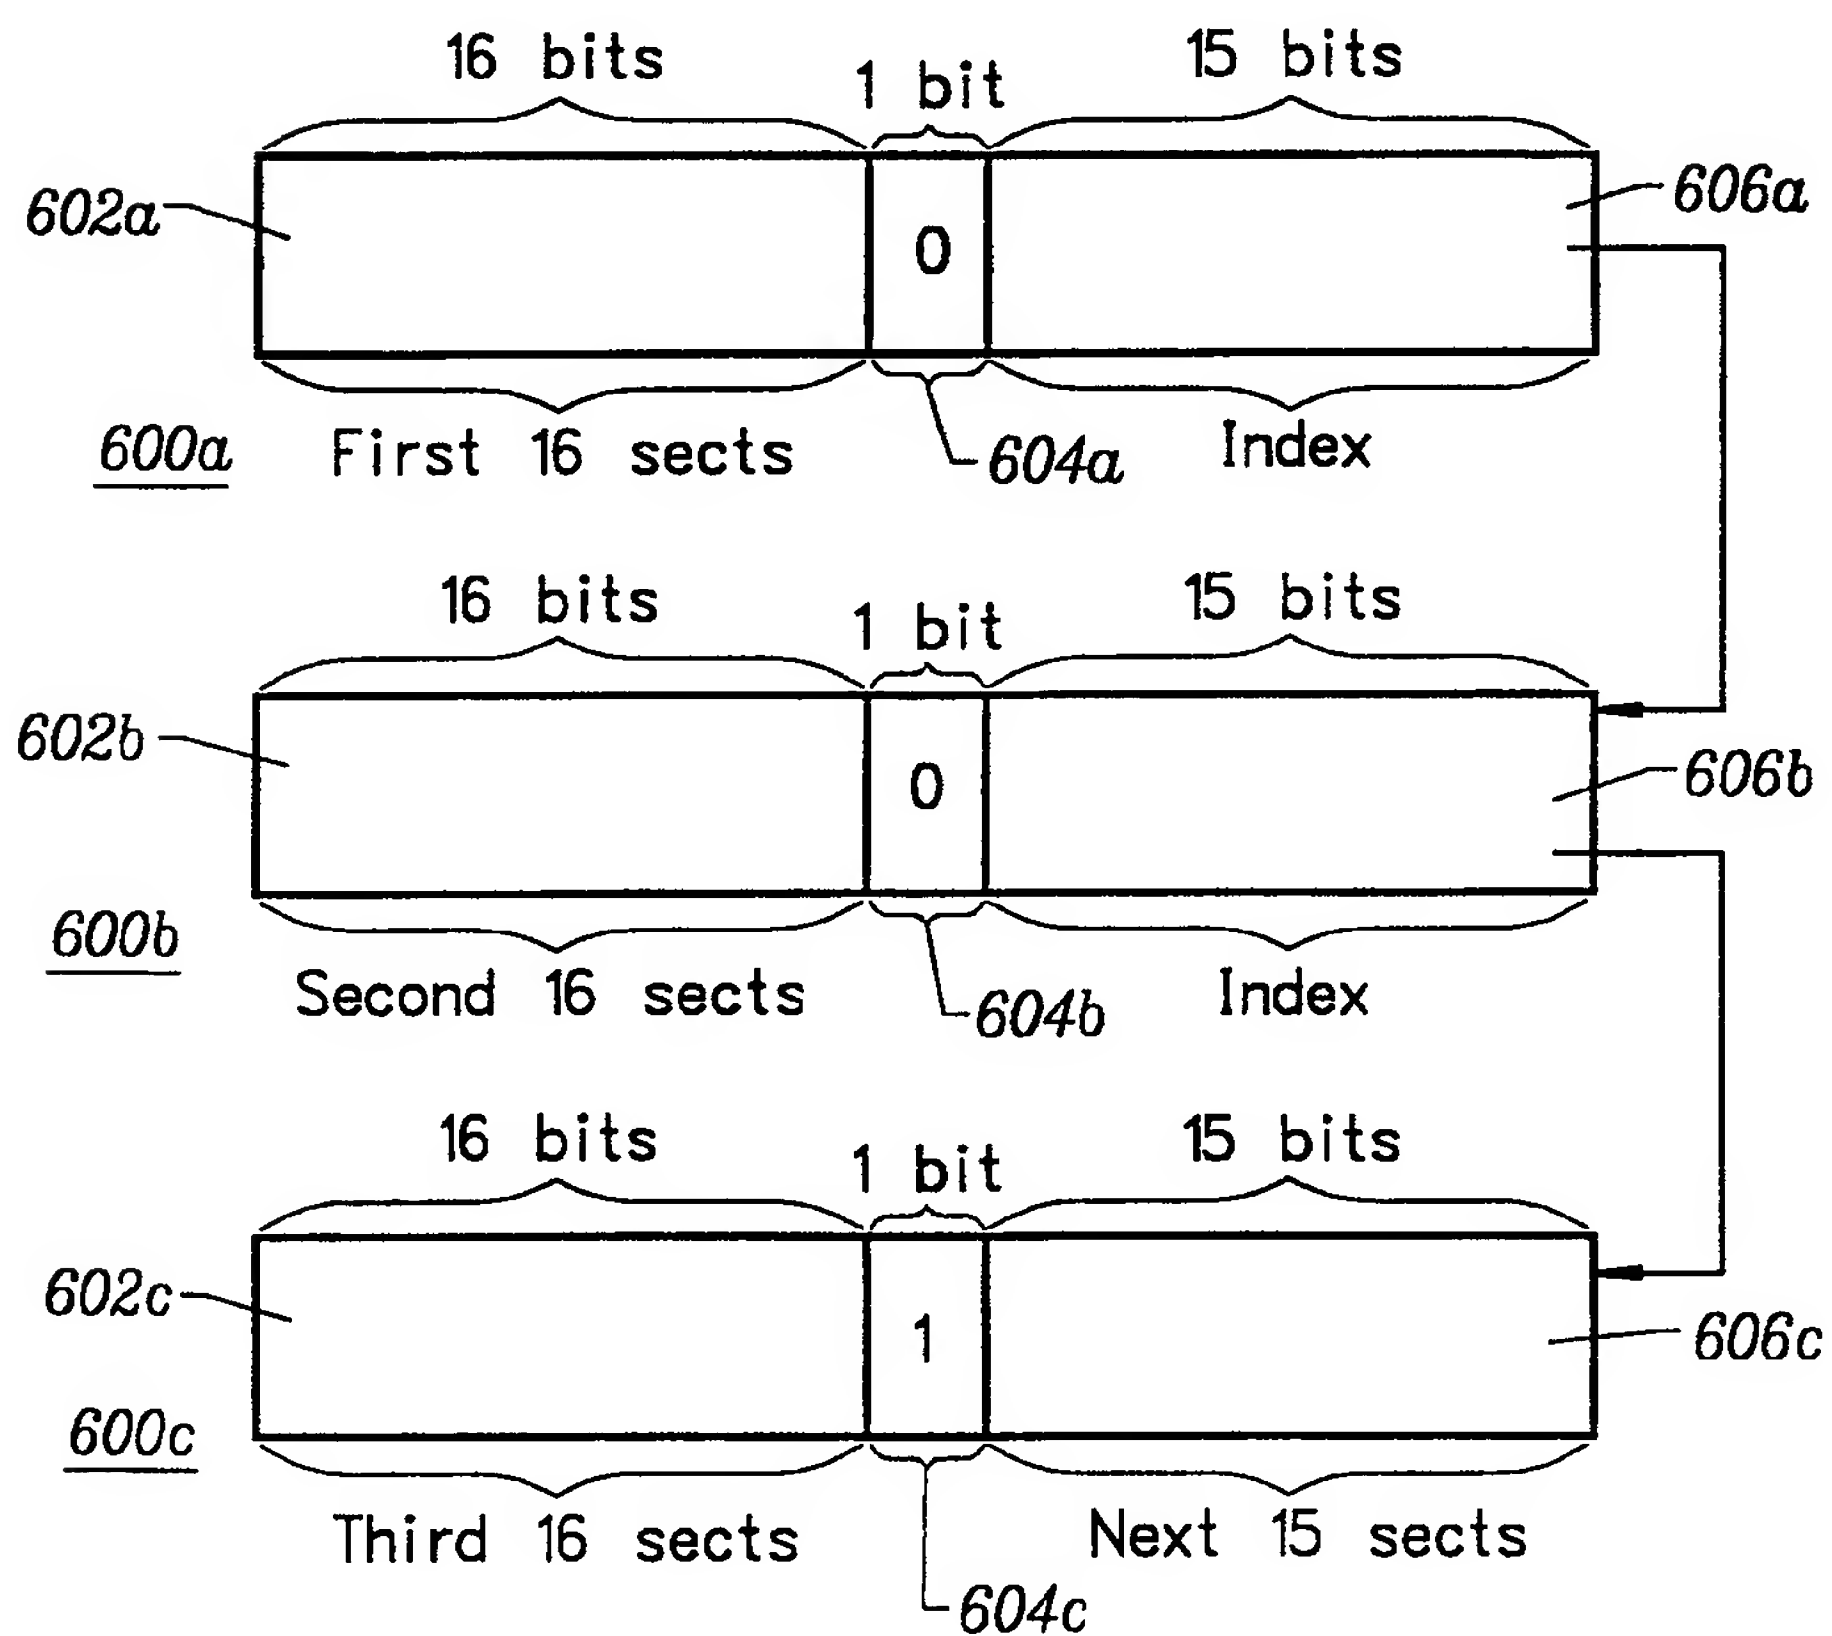 16 bits 1 bit 15 bits
602a 0 606a
600a First 16 sects 604a Index
16 bits 1 bit 15 bits
602b 0 606b
600b Second 16 sects 604b Index
16 bits 1 bit 15 bits
602c 1 606c
600c Third 16 sects 604c Next 15 sects